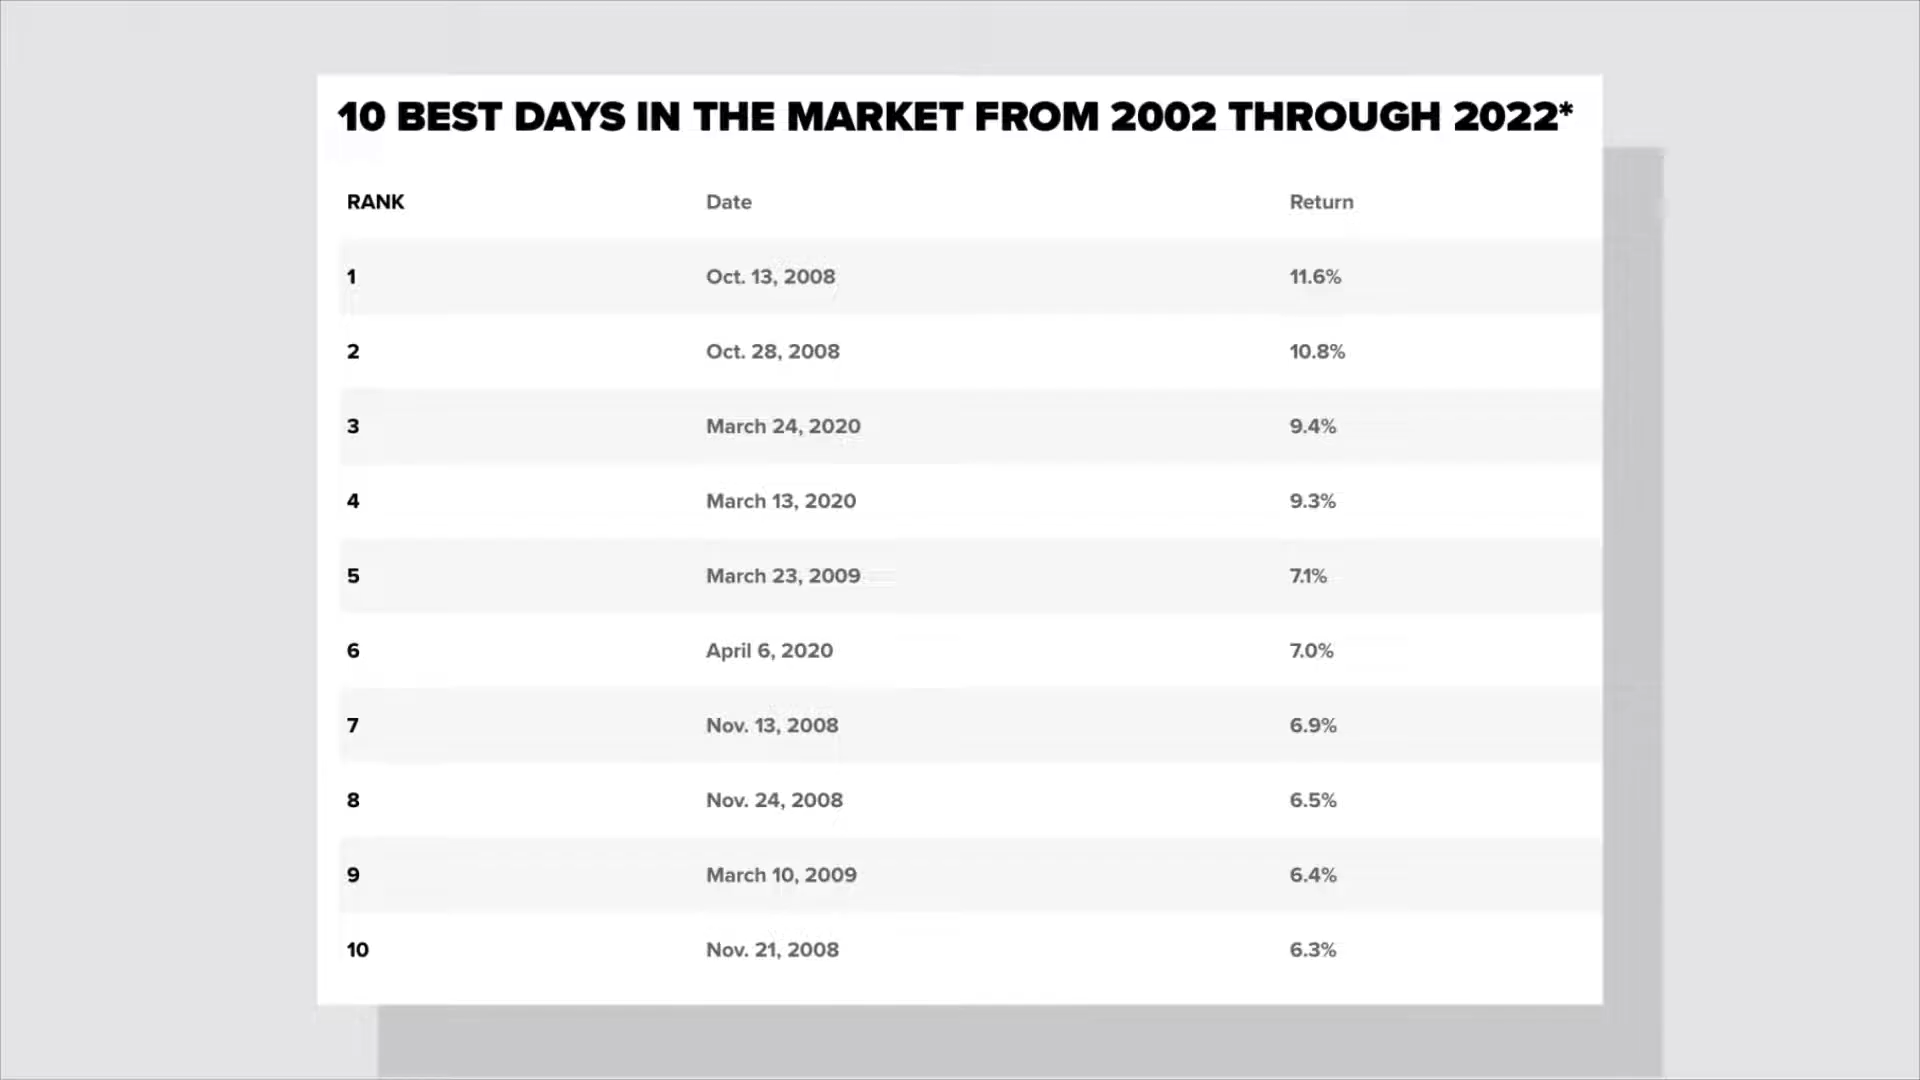 10 BEST DAYS IN THE MARKET FROM 2002 THROUGH 2022*
RANK Date Return
1 Oct. 13, 2008 11.6%
2 Oct. 28, 2008 10.8%
3 March 24, 2020 9.4%
4 March 13, 2020 9.3%
5 March 23, 2009 7.1%
6 April 6, 2020 7.0%
7 Nov. 13, 2008 6.9%
8 Nov. 24, 2008 6.5%
9 March 10, 2009 6.4%
10 Nov. 21, 2008 6.3%